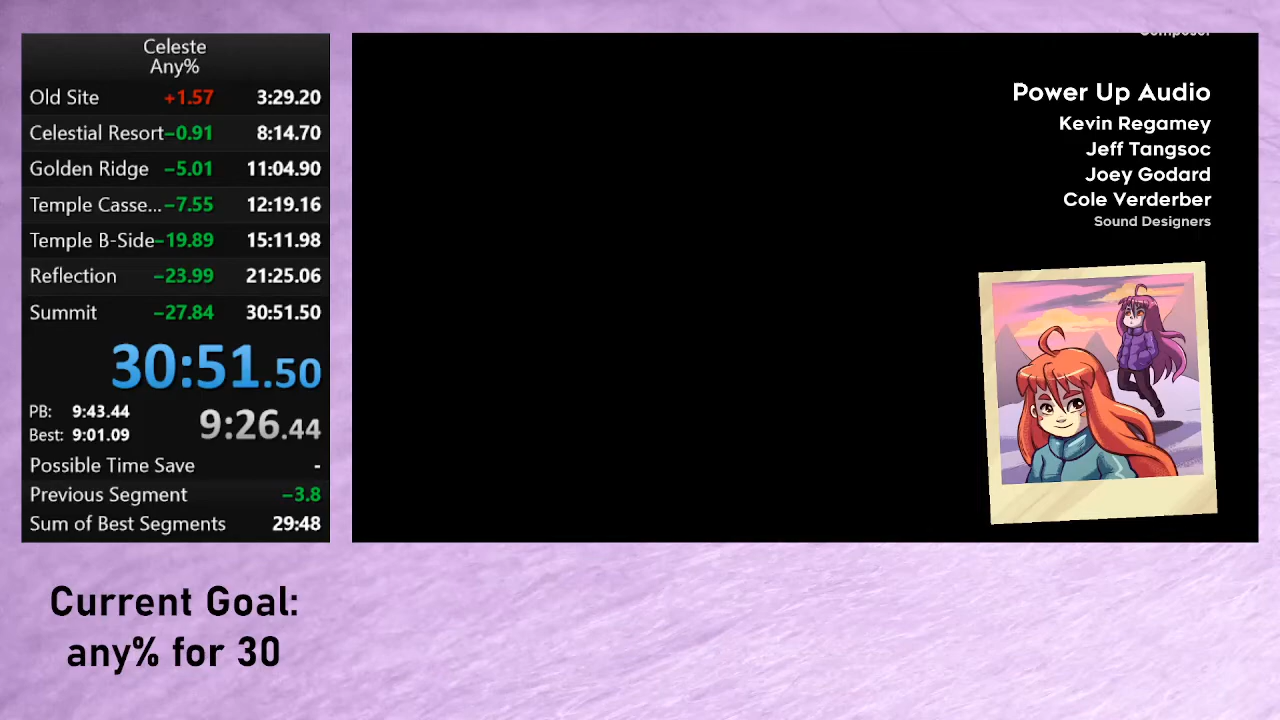 Celeste
Any%
Old Site +1.57 3:29.20
Celestial Resort −0.91 8:14.70
Golden Ridge −5.01 11:04.90
Temple Casse... −7.55 12:19.16
Temple B-Side −19.89 15:11.98
Reflection −23.99 21:25.06
Summit −27.84 30:51.50
30:51.50
PB: 9:43.44
Best: 9:01.09
9:26.44
Possible Time Save -
Previous Segment −3.8
Sum of Best Segments 29:48
Current Goal:
any% for 30
Composer
Power Up Audio
Kevin Regamey
Jeff Tangsoc
Joey Godard
Cole Verderber
Sound Designers